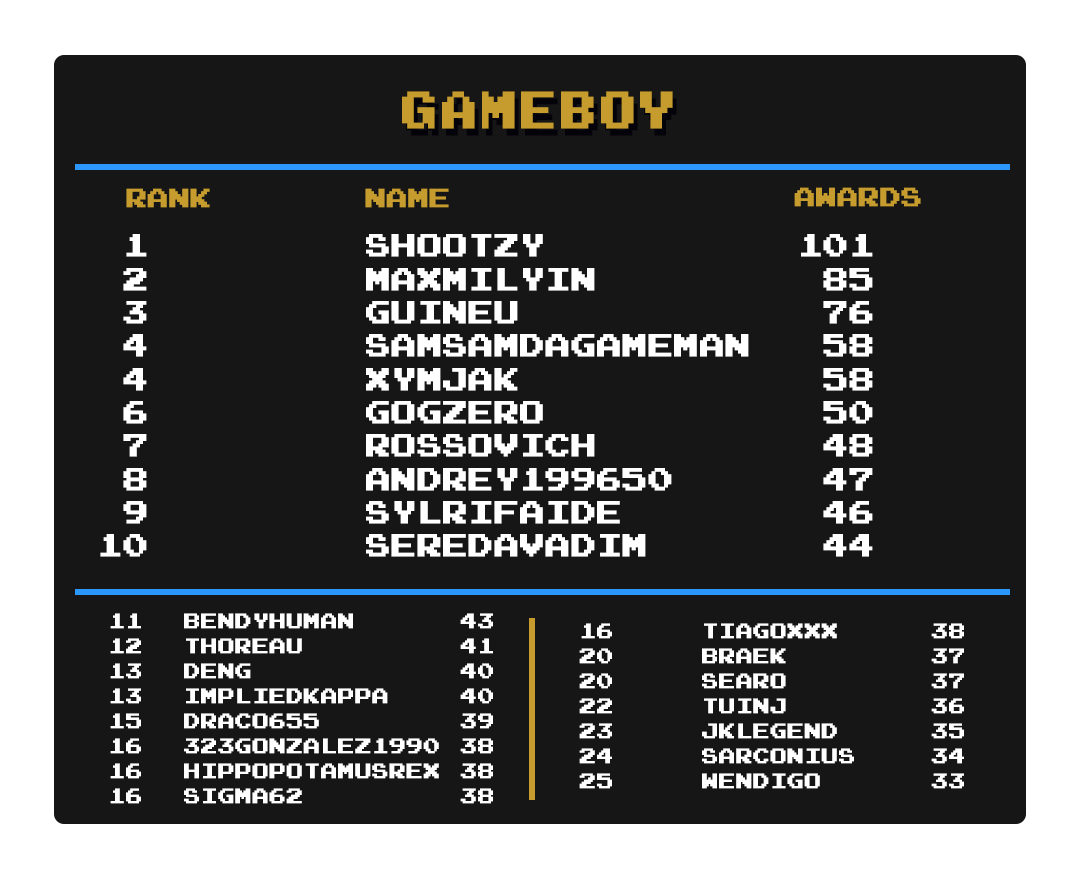 GAMEBOY
RANK NAME AWARDS
1 SHOOTZY 101
2 MAXMILYIN 85
3 GUINEU 76
4 SAMSAMDAGAMEMAN 58
4 XYMJAK 58
6 GOGZERO 50
7 ROSSOVICH 48
8 ANDREY199650 47
9 SYLRIFAIDE 46
10 SEREDAVADIM 44
11 BENDYHUMAN 43
12 THOREAU 41
13 DENG 40
13 IMPLIEDKAPPA 40
15 DRACO655 39
16 323GONZALEZ1990 38
16 HIPPOPOTAMUSREX 38
16 SIGMA62 38
16 TIAGOXXX 38
20 BRAEK 37
20 SEARO 37
22 TUINJ 36
23 JKLEGEND 35
24 SARCONIUS 34
25 WENDIGO 33